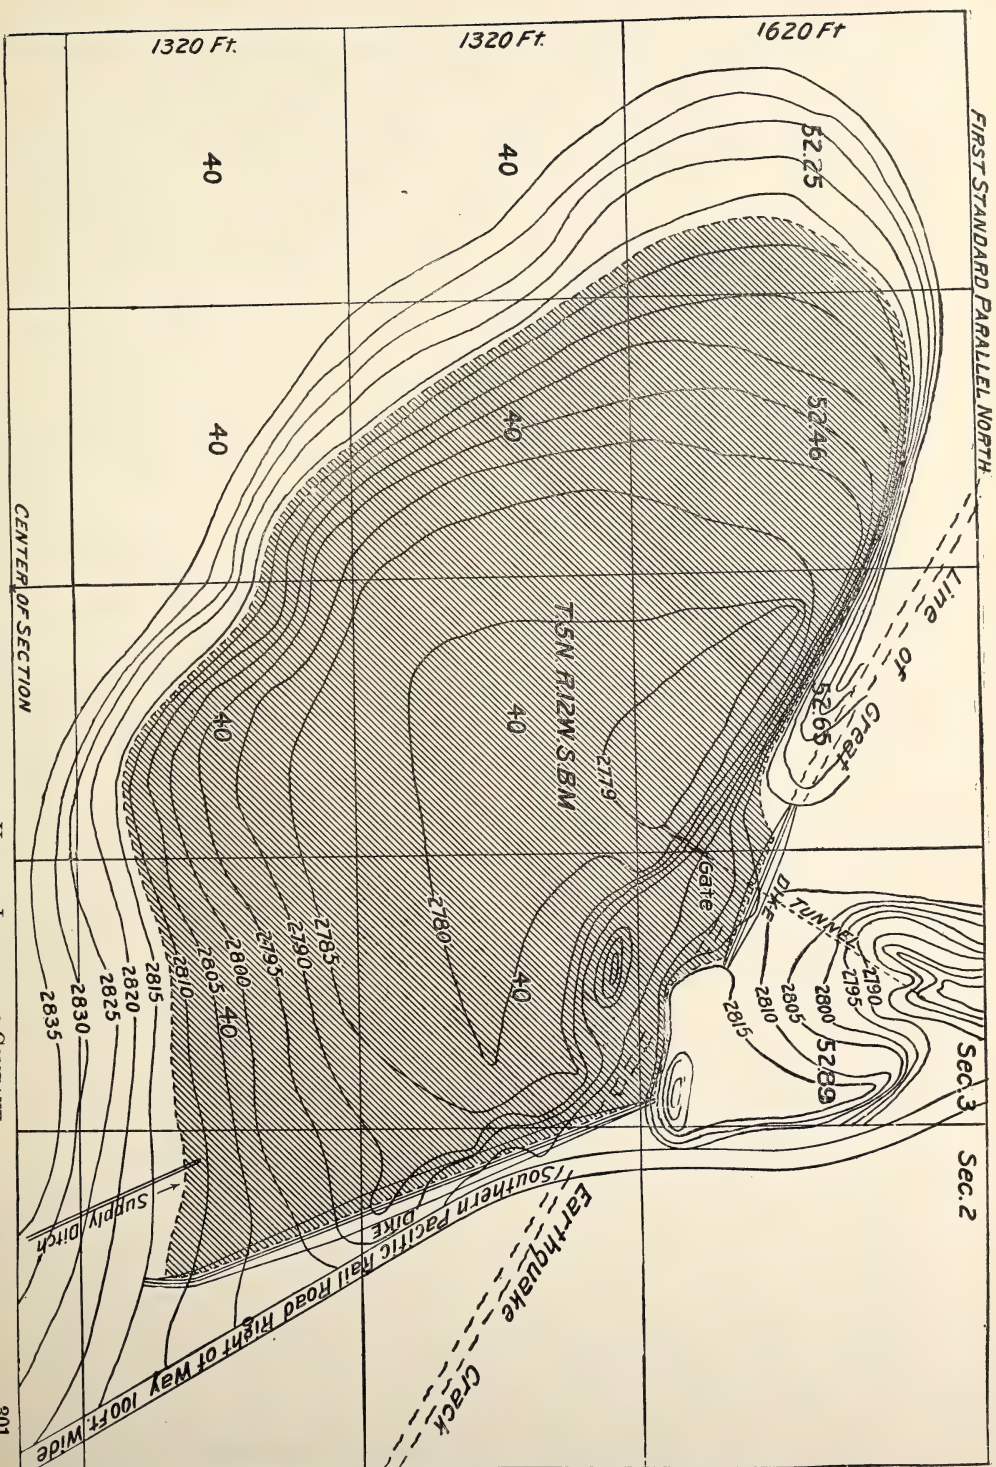 1320 Ft.
1320 Ft.
1620 Ft
FIRST STANDARD PARALLEL NORTH
40
40
52.25
40
40
52.46
CENTER OF SECTION
T.5N. R12W. S.B.M
40
40
52.65
2779
Line of Great
Earthquake Crack
Gate
DIKE
TUNNEL
2790
2795
2800
2805
2810
2815
52.89
Sec. 3
Sec. 2
2780
2785
2790
2795
2800
2805
2810
2815
2820
2825
2830
2835
40
40
Supply Ditch
DIKE
Southern Pacific Rail Road Right of Way 100 Ft. Wide